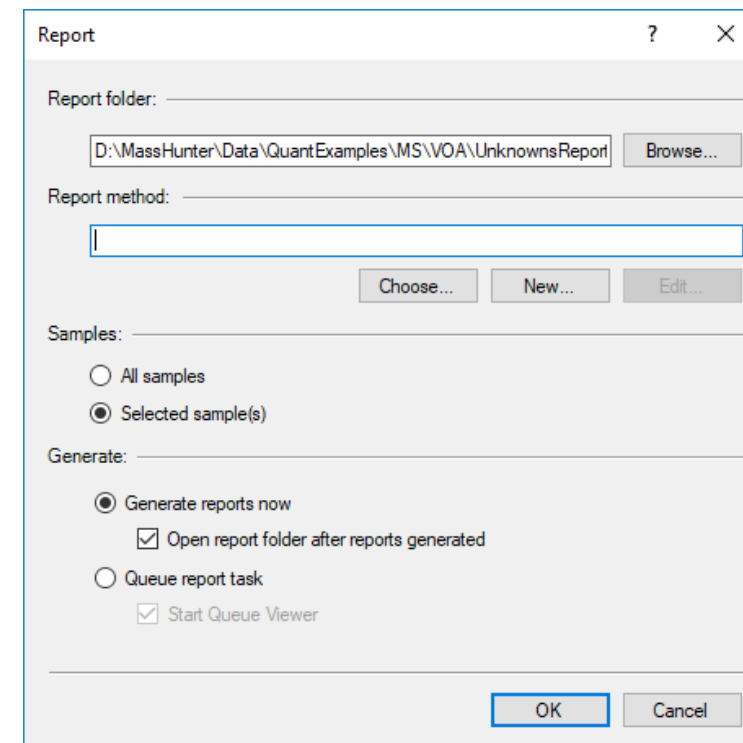 Report ?
Report folder:
D:\MassHunter\Data\QuantExamples\MS\VOA\UnknownsReport Browse...
Report method:
Choose... New... Edit...
Samples:
All samples
Selected sample(s)
Generate:
Generate reports now
Open report folder after reports generated
Queue report task
Start Queue Viewer
OK Cancel